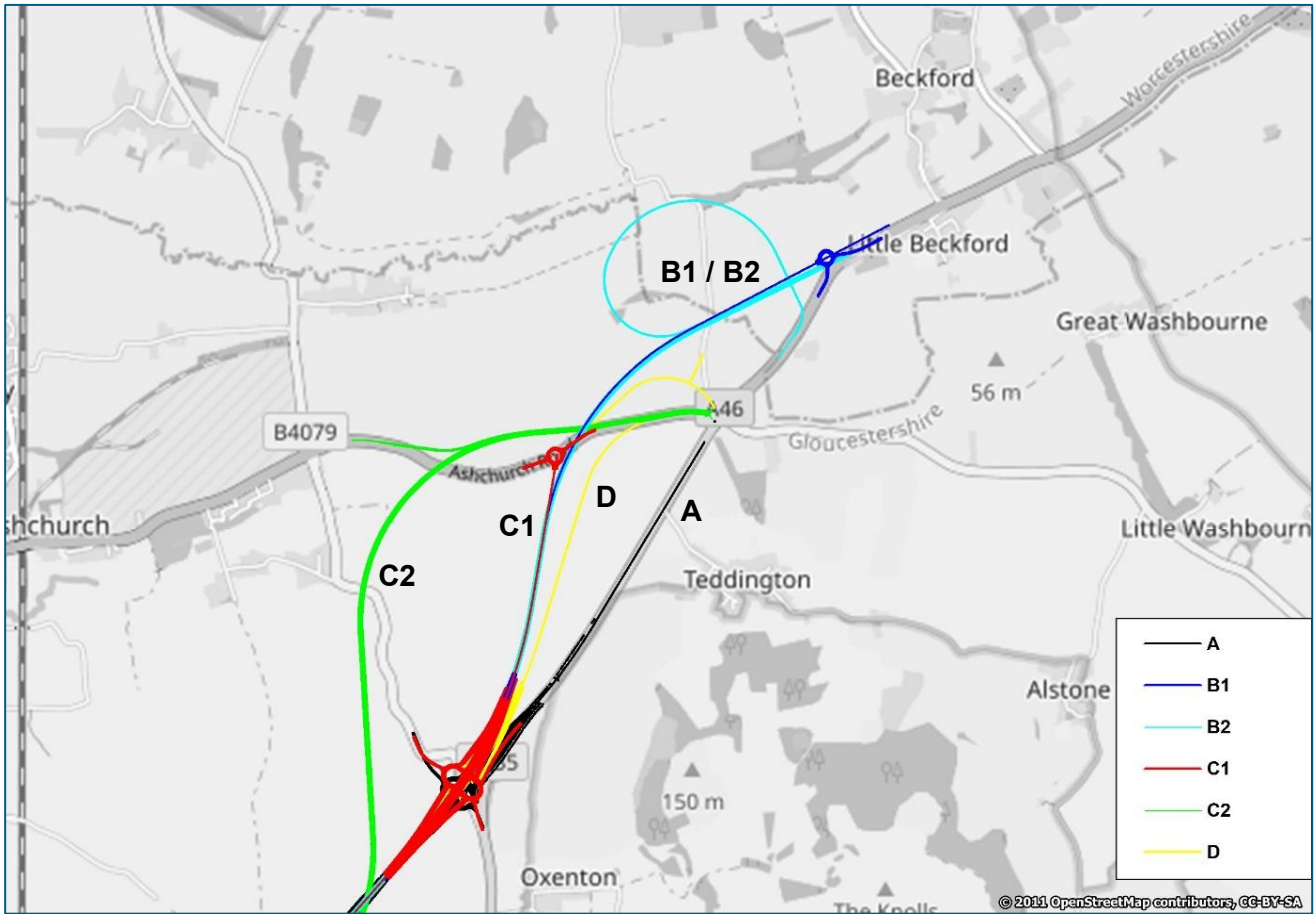 Beckford
Worcestershire
Little Beckford
B1 / B2
Great Washbourne
56 m
A46
B4079
Gloucestershire
Ashchurch R
D
A
C1
shchurch
Little Washbourn
C2
Teddington
A
B1
Alstone
B2
35
C1
150 m
C2
D
Oxenton
The Knolls
© 2011 OpenStreetMap contributors, CC-BY-SA